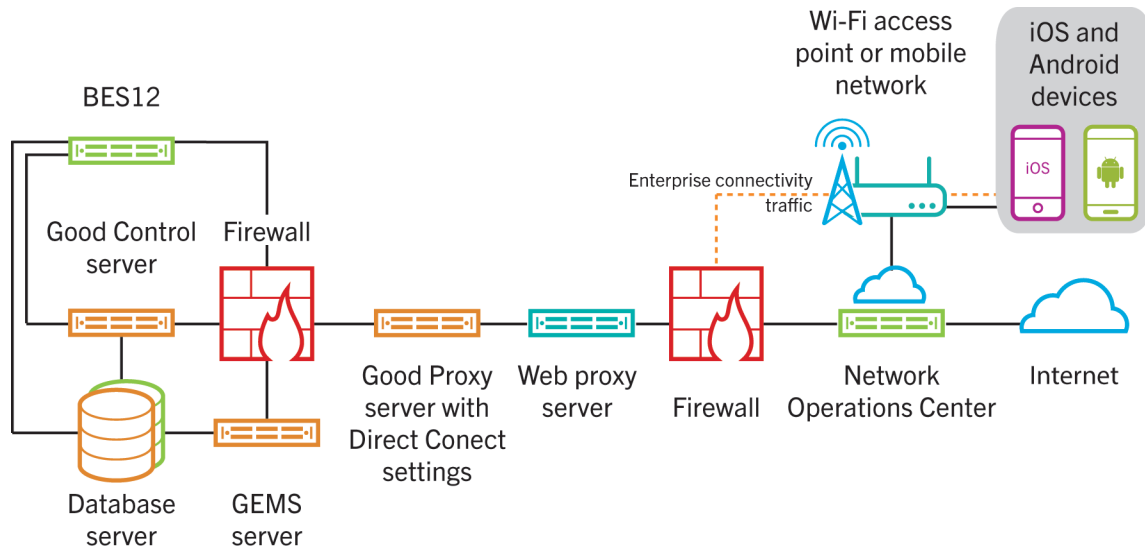 BES12
Good Control
server
Firewall
Database
server
GEMS
server
Good Proxy
server with
Direct Conect
settings
Web proxy
server
Firewall
Enterprise connectivity
traffic
Wi-Fi access
point or mobile
network
iOS and
Android
devices
iOS
Network
Operations Center
Internet